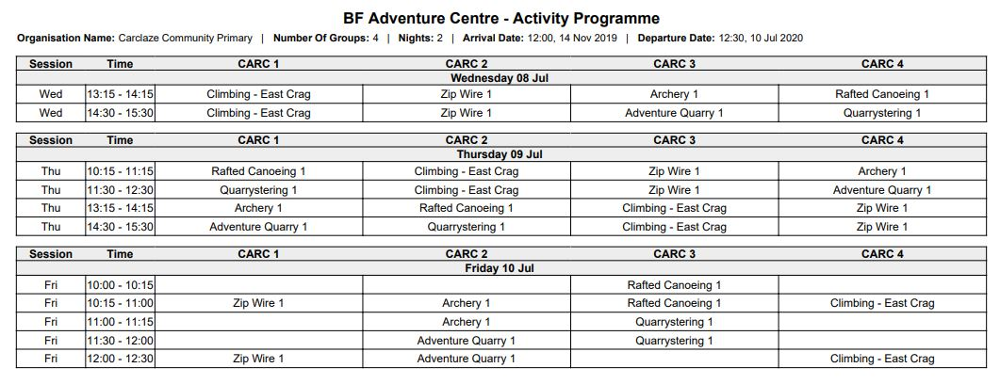 BF Adventure Centre - Activity Programme
Organisation Name: Carclaze Community Primary | Number Of Groups: 4 | Nights: 2 | Arrival Date: 12:00, 14 Nov 2019 | Departure Date: 12:30, 10 Jul 2020
Session Time CARC 1 CARC 2 CARC 3 CARC 4
Wednesday 08 Jul
Wed 13:15 - 14:15 Climbing - East Crag Zip Wire 1 Archery 1 Rafted Canoeing 1
Wed 14:30 - 15:30 Climbing - East Crag Zip Wire 1 Adventure Quarry 1 Quarrystering 1
Session Time CARC 1 CARC 2 CARC 3 CARC 4
Thursday 09 Jul
Thu 10:15 - 11:15 Rafted Canoeing 1 Climbing - East Crag Zip Wire 1 Archery 1
Thu 11:30 - 12:30 Quarrystering 1 Climbing - East Crag Zip Wire 1 Adventure Quarry 1
Thu 13:15 - 14:15 Archery 1 Rafted Canoeing 1 Climbing - East Crag Zip Wire 1
Thu 14:30 - 15:30 Adventure Quarry 1 Quarrystering 1 Climbing - East Crag Zip Wire 1
Session Time CARC 1 CARC 2 CARC 3 CARC 4
Friday 10 Jul
Fri 10:00 - 10:15 Rafted Canoeing 1
Fri 10:15 - 11:00 Zip Wire 1 Archery 1 Rafted Canoeing 1 Climbing - East Crag
Fri 11:00 - 11:15 Archery 1 Quarrystering 1
Fri 11:30 - 12:00 Adventure Quarry 1 Quarrystering 1
Fri 12:00 - 12:30 Zip Wire 1 Adventure Quarry 1 Climbing - East Crag